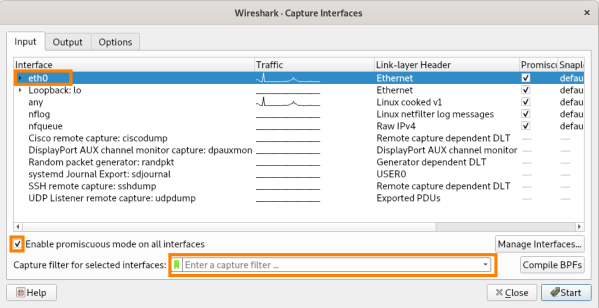 Wireshark · Capture Interfaces
Input Output Options
Interface Traffic Link-layer Header Promiscu Snaple
eth0 Ethernet defau
Loopback: lo Ethernet defau
any Linux cooked v1 defau
nflog Linux netfilter log messages defau
nfqueue Raw IPv4 defau
Cisco remote capture: ciscodump Remote capture dependent DLT — —
DisplayPort AUX channel monitor capture: dpauxmon DisplayPort AUX channel monitor — —
Random packet generator: randpkt Generator dependent DLT — —
systemd Journal Export: sdjournal USER0 — —
SSH remote capture: sshdump Remote capture dependent DLT — —
UDP Listener remote capture: udpdump Exported PDUs — —
Enable promiscuous mode on all interfaces Manage Interfaces...
Capture filter for selected interfaces: Enter a capture filter ... Compile BPFs
Help Close Start